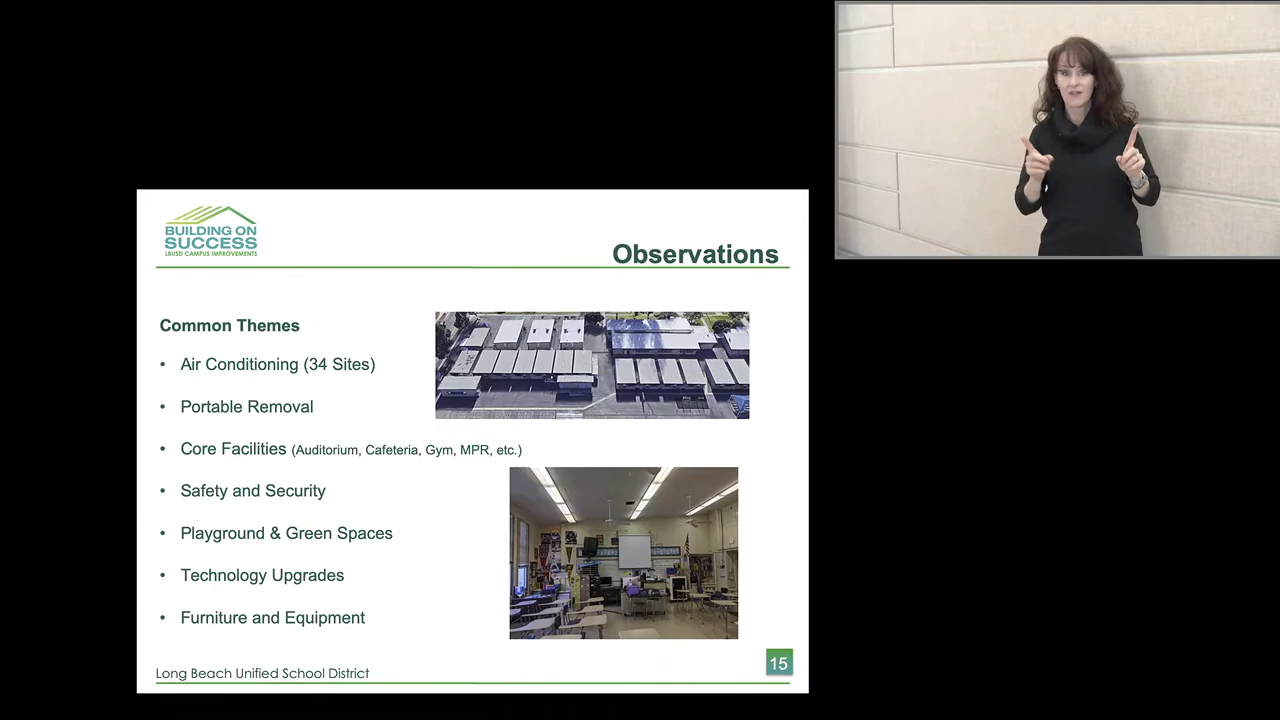 BUILDING ON
SUCCESS
LBUSD CAMPUS IMPROVEMENTS
Observations
Common Themes
• Air Conditioning (34 Sites)
• Portable Removal
• Core Facilities (Auditorium, Cafeteria, Gym, MPR, etc.)
• Safety and Security
• Playground & Green Spaces
• Technology Upgrades
• Furniture and Equipment
Long Beach Unified School District
15